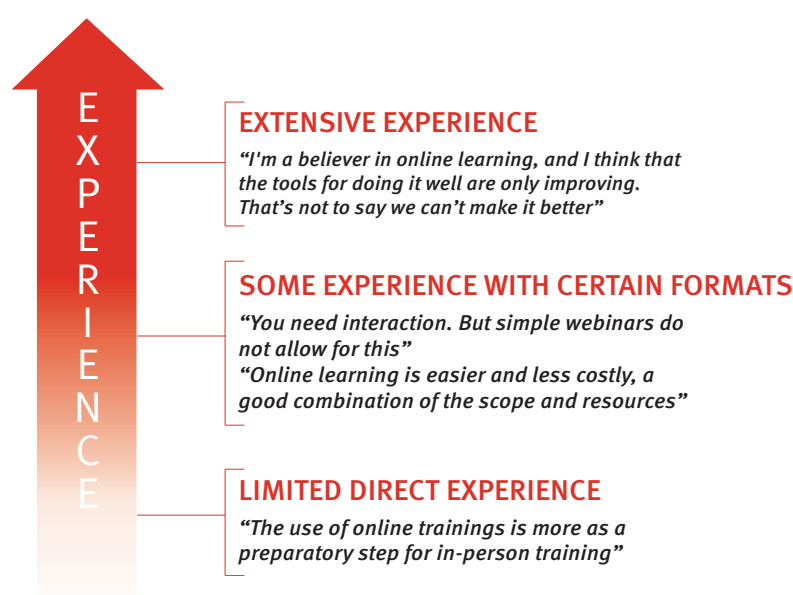 EXPERIENCE
EXTENSIVE EXPERIENCE
“I'm a believer in online learning, and I think that
the tools for doing it well are only improving.
That’s not to say we can’t make it better”
SOME EXPERIENCE WITH CERTAIN FORMATS
“You need interaction. But simple webinars do
not allow for this”
“Online learning is easier and less costly, a
good combination of the scope and resources”
LIMITED DIRECT EXPERIENCE
“The use of online trainings is more as a
preparatory step for in-person training”